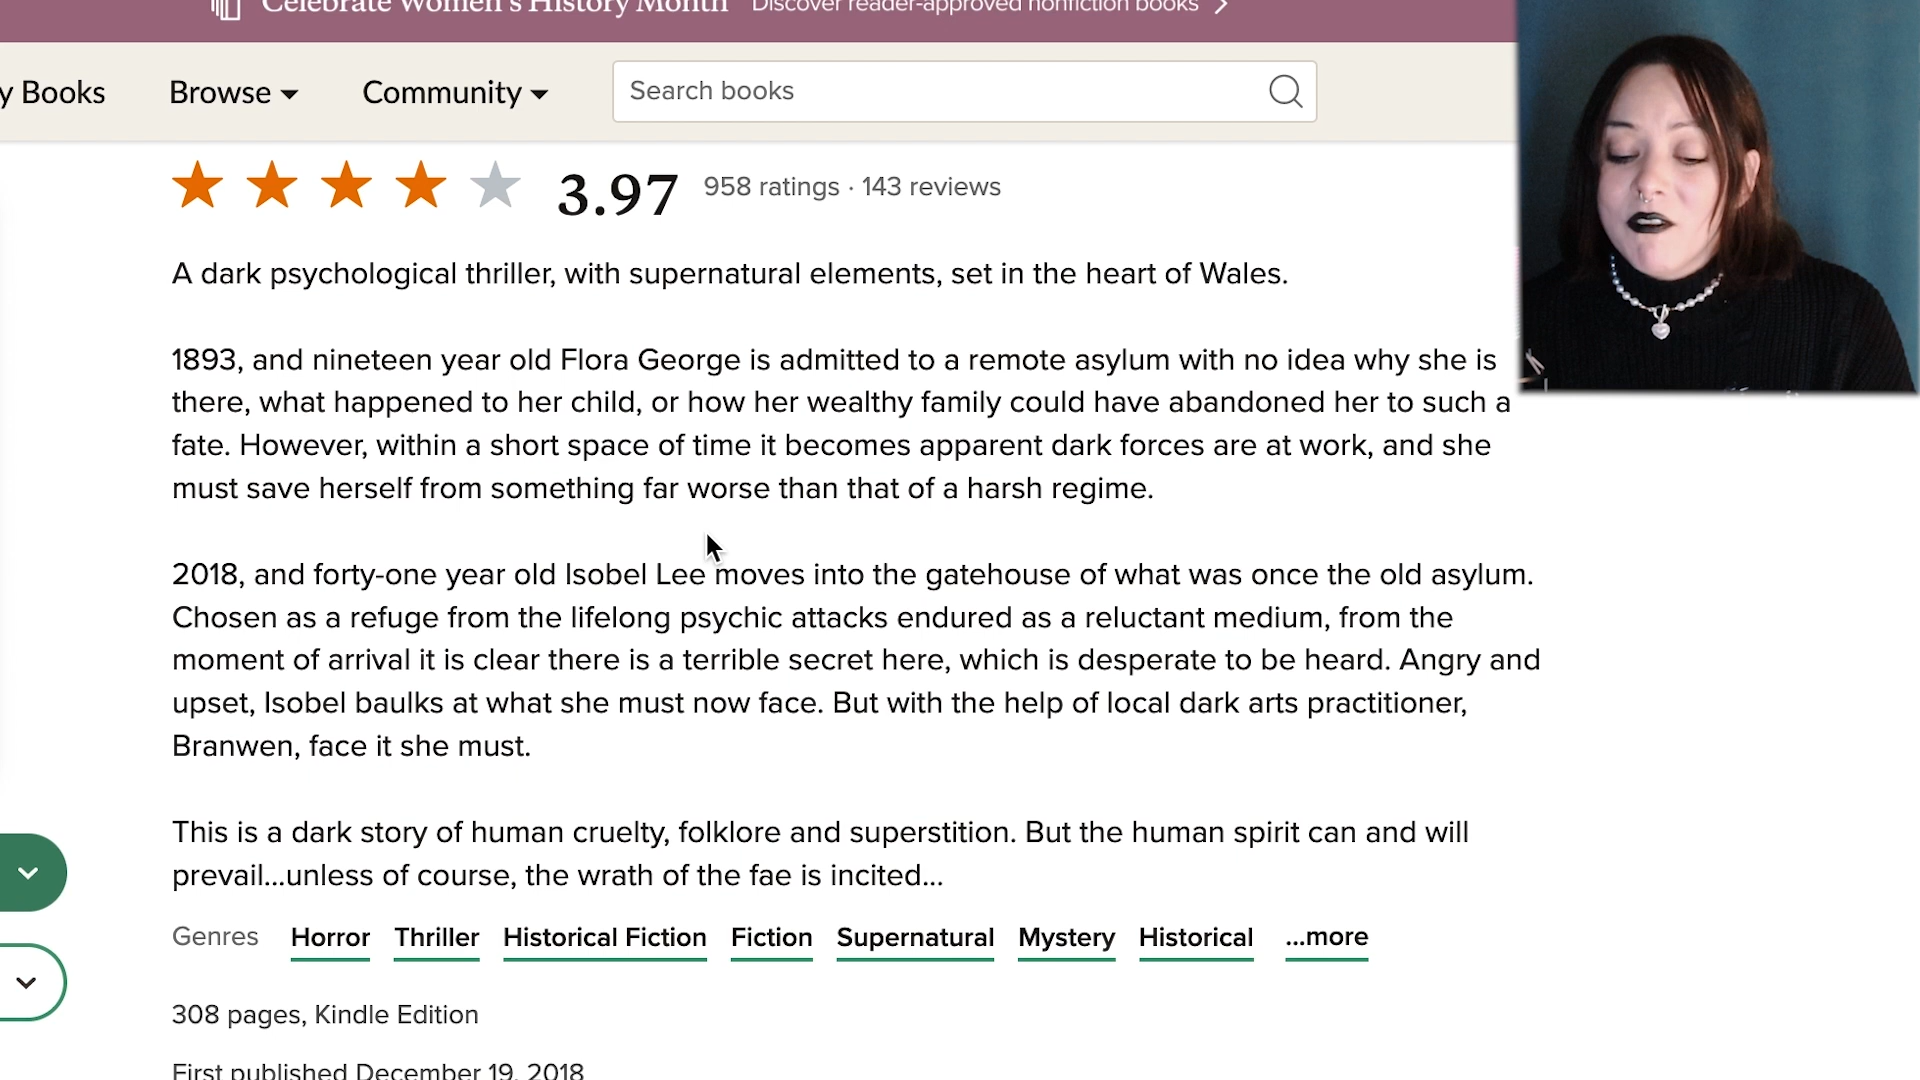 Celebrate Women's History Month Discover reader-approved nonfiction books
y Books Browse Community Search books
3.97 958 ratings · 143 reviews
A dark psychological thriller, with supernatural elements, set in the heart of Wales.
1893, and nineteen year old Flora George is admitted to a remote asylum with no idea why she is
there, what happened to her child, or how her wealthy family could have abandoned her to such a
fate. However, within a short space of time it becomes apparent dark forces are at work, and she
must save herself from something far worse than that of a harsh regime.
2018, and forty-one year old Isobel Lee moves into the gatehouse of what was once the old asylum.
Chosen as a refuge from the lifelong psychic attacks endured as a reluctant medium, from the
moment of arrival it is clear there is a terrible secret here, which is desperate to be heard. Angry and
upset, Isobel baulks at what she must now face. But with the help of local dark arts practitioner,
Branwen, face it she must.
This is a dark story of human cruelty, folklore and superstition. But the human spirit can and will
prevail...unless of course, the wrath of the fae is incited...
Genres Horror Thriller Historical Fiction Fiction Supernatural Mystery Historical ...more
308 pages, Kindle Edition
First published December 19, 2018